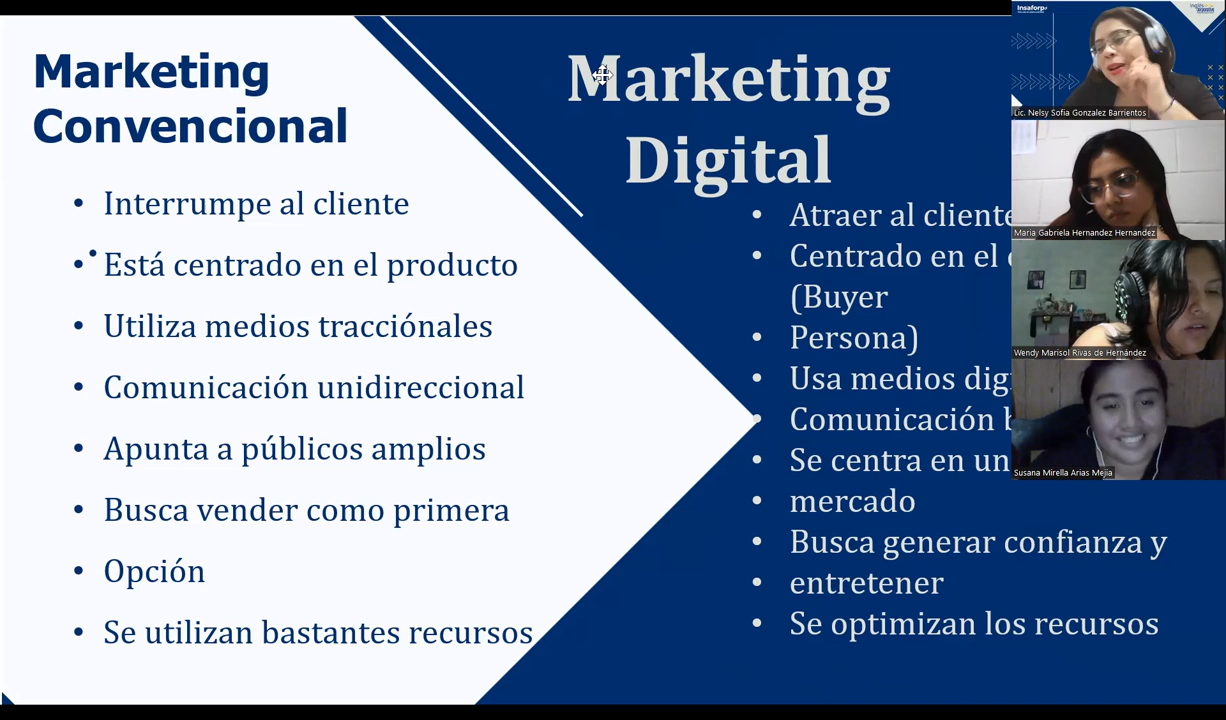 Marketing
Convencional
• Interrumpe al cliente
• Está centrado en el producto
• Utiliza medios tracciónales
• Comunicación unidireccional
• Apunta a públicos amplios
• Busca vender como primera
• Opción
• Se utilizan bastantes recursos
Marketing
Digital
• Atraer al cliente
• Centrado en el
(Buyer
• Persona)
• Usa medios
• Comunicación
• Se centra en un
• mercado
• Busca generar confianza y
• entretener
• Se optimizan los recursos
Insaforp
Lic. Nelsy Sofia Gonzalez Barrientos
Maria Gabriela Hernandez Hernandez
Wendy Marisol Rivas de Hernández
Susana Mirella Arias Mejia